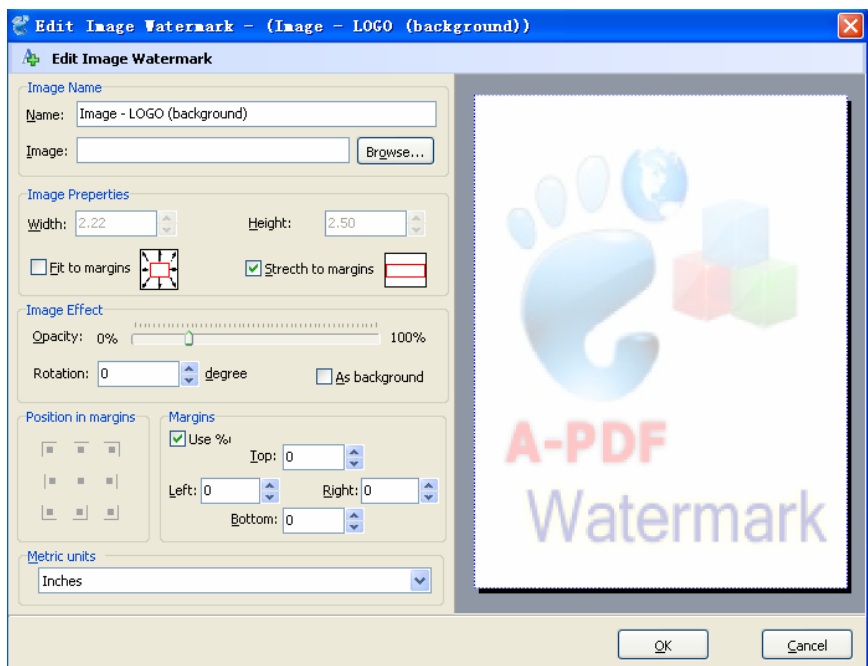 Edit Image Watermark - (Image - LOGO (background))
Edit Image Watermark
Image Name
Name: Image - LOGO (background)
Image: Browse...
Image Preperties
Width: 2.22 Height: 2.50
Fit to margins Strecth to margins
Image Effect
Opacity: 0% 100%
Rotation: 0 degree As background
Position in margins
Margins
Use %
Top: 0
Left: 0 Right: 0
Bottom: 0
Metric units
Inches
A-PDF
Watermark
OK Cancel